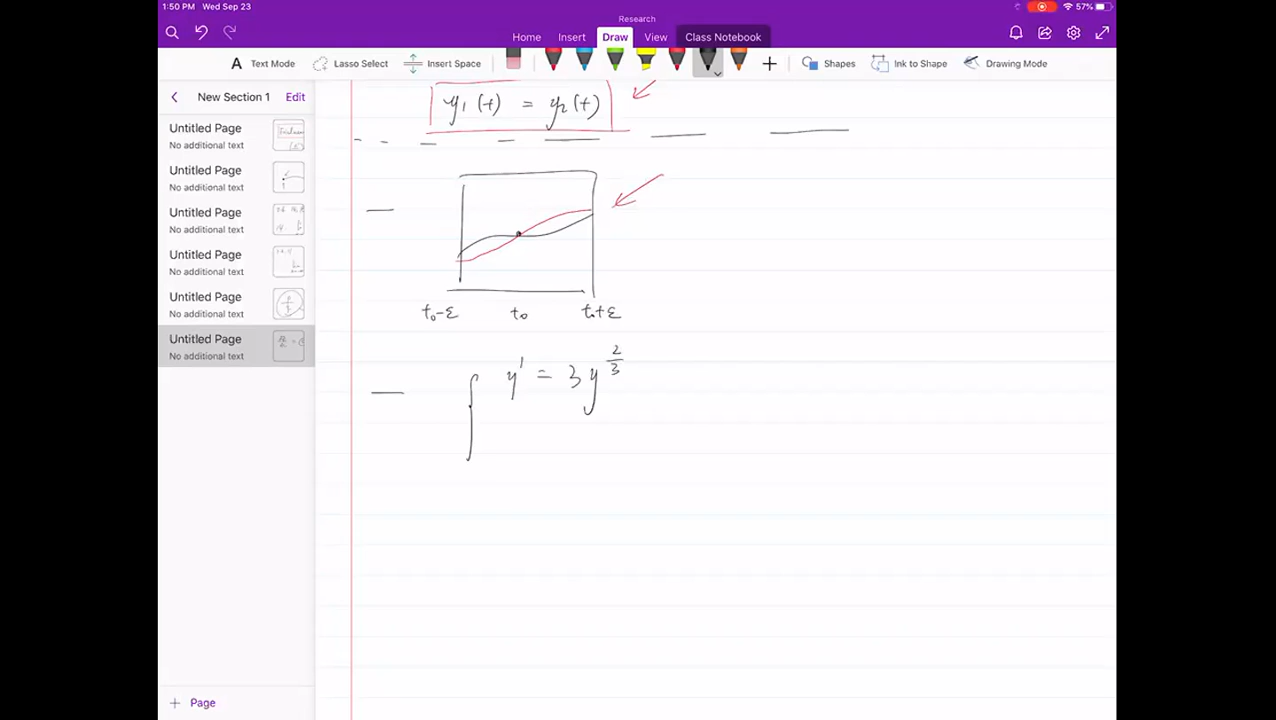 1:50 PM Wed Sep 23
57%
Research
Home Insert Draw View Class Notebook
A Text Mode Lasso Select Insert Space Shapes Ink to Shape Drawing Mode
New Section 1 Edit
Untitled Page
No additional text
Untitled Page
No additional text
Untitled Page
No additional text
Untitled Page
No additional text
Untitled Page
No additional text
Untitled Page
No additional text
+ Page
y₁(t) = y₂(t)
t₀-ε t₀ t₀+ε
{ y' = 3y^(2/3)